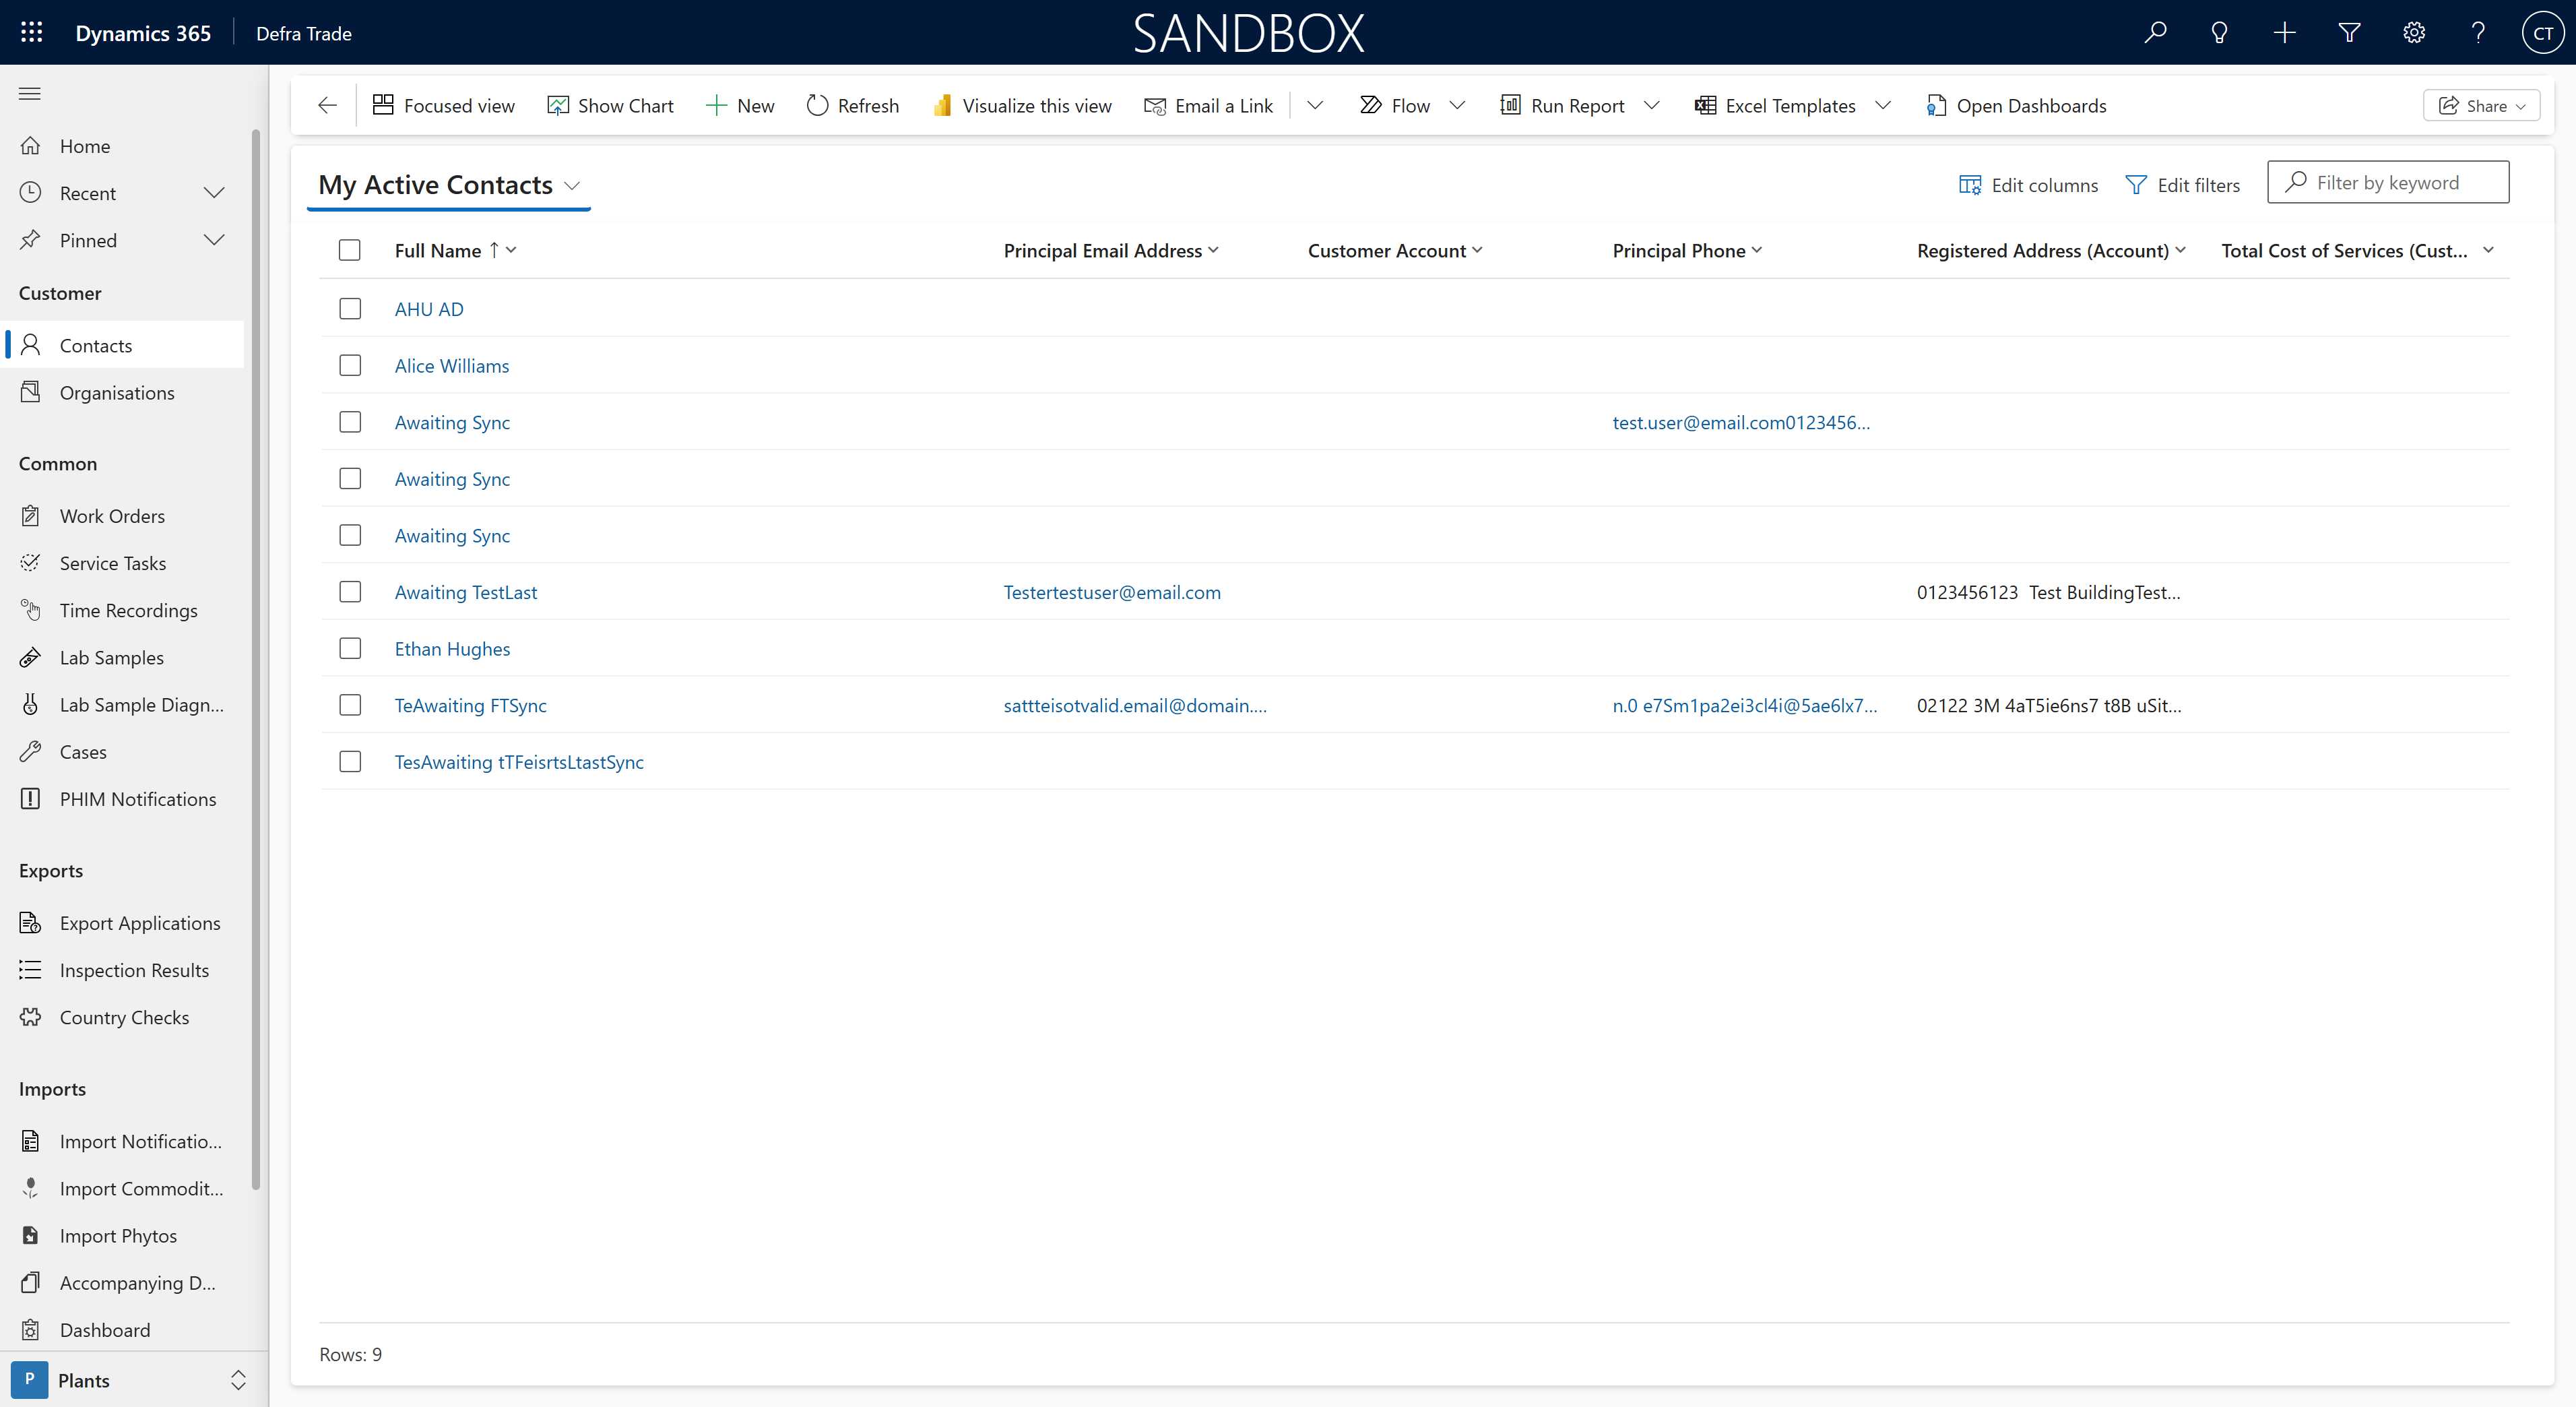 Dynamics 365
Defra Trade
SANDBOX
CT
Focused view
Show Chart
New
Refresh
Visualize this view
Email a Link
Flow
Run Report
Excel Templates
Open Dashboards
Share
Home
Recent
Pinned
Customer
Contacts
Organisations
Common
Work Orders
Service Tasks
Time Recordings
Lab Samples
Lab Sample Diagn...
Cases
PHIM Notifications
Exports
Export Applications
Inspection Results
Country Checks
Imports
Import Notificatio...
Import Commodit...
Import Phytos
Accompanying D...
Dashboard
P
Plants
My Active Contacts
Edit columns
Edit filters
Filter by keyword
Full Name ↑ Principal Email Address Customer Account Principal Phone Registered Address (Account) Total Cost of Services (Cust...
AHU AD
Alice Williams
Awaiting Sync test.user@email.com0123456...
Awaiting Sync
Awaiting Sync
Awaiting TestLast Testertestuser@email.com 0123456123 Test BuildingTest...
Ethan Hughes
TeAwaiting FTSync sattteisotvalid.email@domain.... n.0 e7Sm1pa2ei3cl4i@5ae6lx7... 02122 3M 4aT5ie6ns7 t8B uSit...
TesAwaiting tTFeisrtsLtastSync
Rows: 9